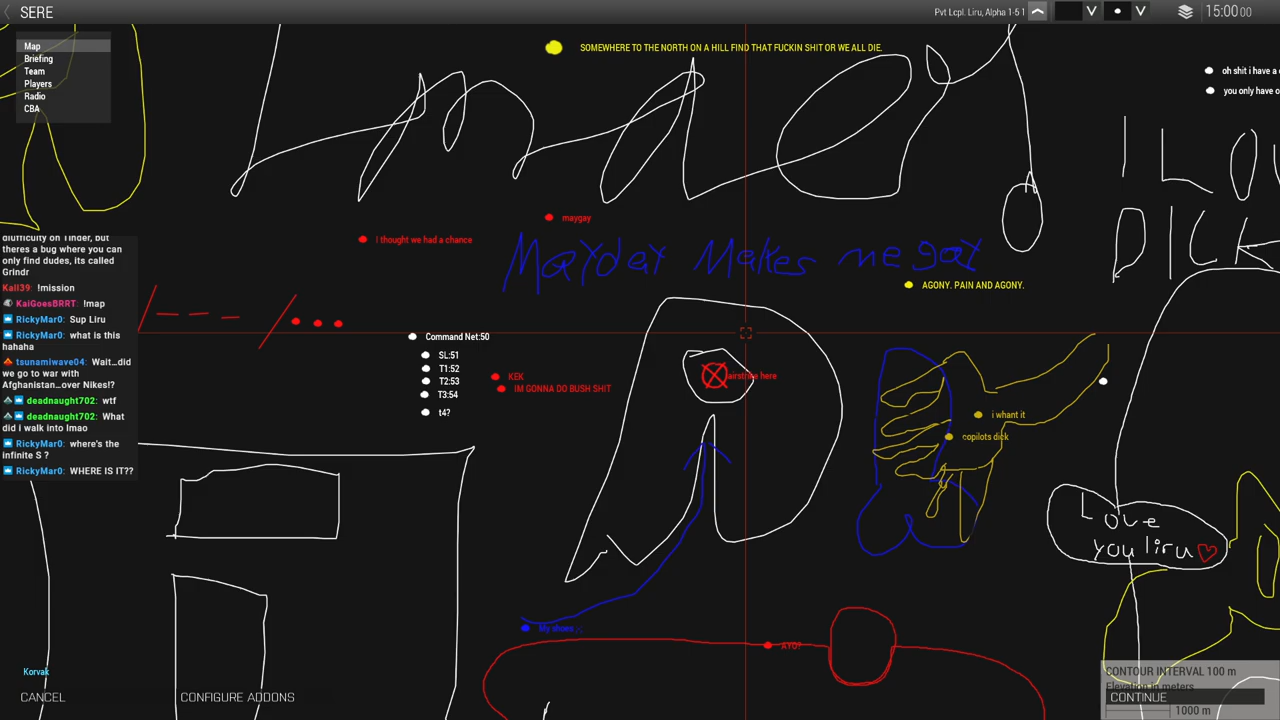 SERE
Pvt Lcpl. Liru, Alpha 1-5 1
15:00 00
Map
Briefing
Team
Players
Radio
CBA
SOMEWHERE TO THE NORTH ON A HILL FIND THAT FUCKIN SHIT OR WE ALL DIE.
oh shit i have a
you only have o
I LO
DICK
maygay
I thought we had a chance
Mayday Makes me gay
AGONY. PAIN AND AGONY.
diufficulity on Tinder, but
theres a bug where you can
only find dudes, its called
Grindr
Kall39: !mission
KaiGoesBRRT: !map
RickyMar0: Sup Liru
RickyMar0: what is this
hahaha
tsunamiwave04: Wait...did
we go to war with
Afghanistan...over Nikes!?
deadnaught702: wtf
deadnaught702: What
did I walk into lmao
RickyMar0: where's the
infinite S ?
RickyMar0: WHERE IS IT??
Command Net:50
SL:51
T1:52
T2:53
T3:54
t4?
KEK
IM GONNA DO BUSH SHIT
airstrike here
i whant it
copilots dick
Love
you liru
My shoes :<
AYO?
Korvak
CANCEL
CONFIGURE ADDONS
CONTOUR INTERVAL 100 m
Elevation in meters
CONTINUE
1000 m